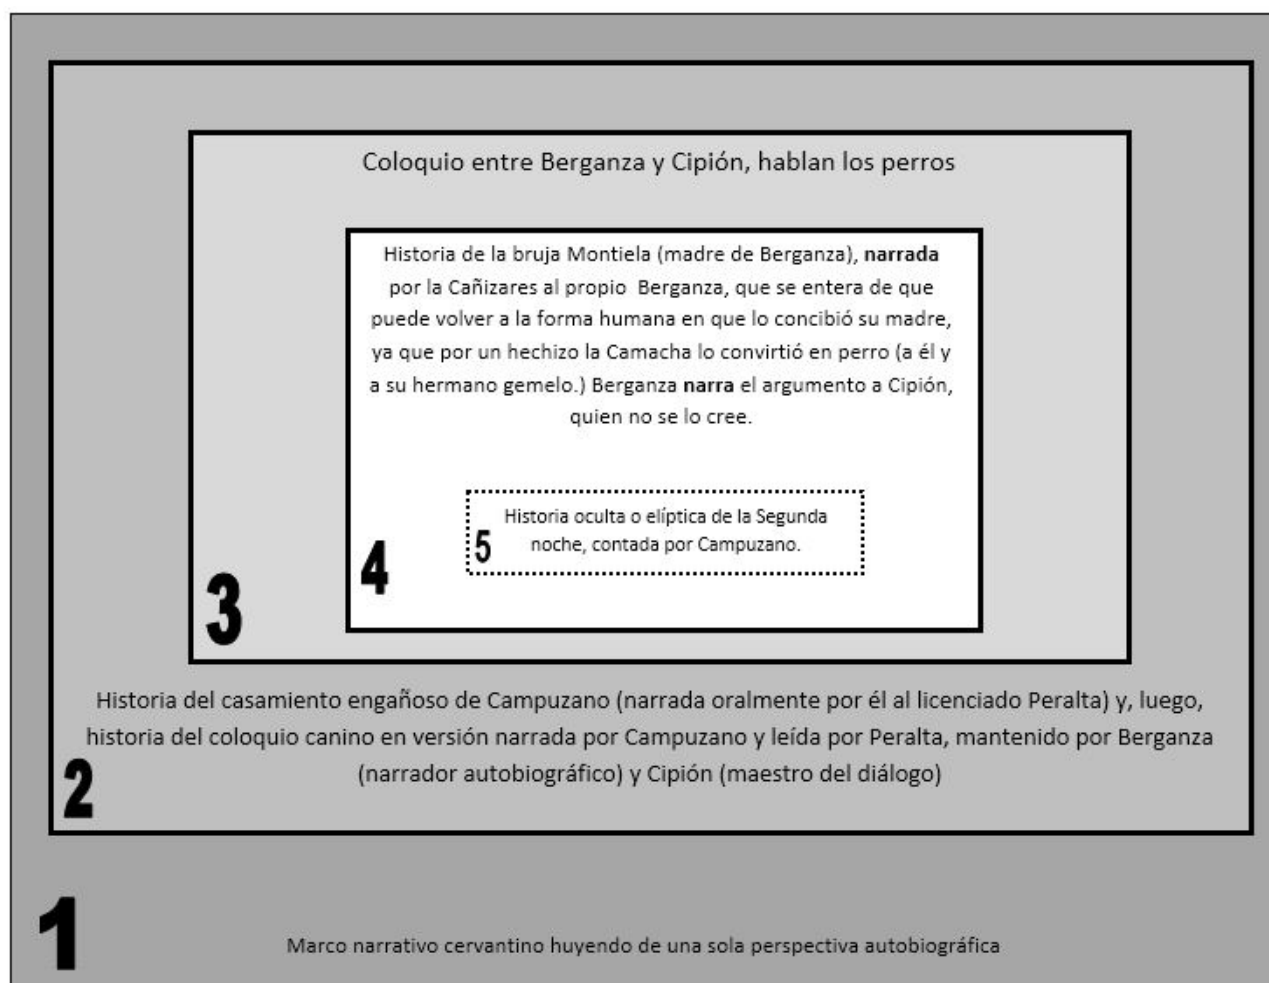 Coloquio entre Berganza y Cipión, hablan los perros
Historia de la bruja Montiela (madre de Berganza), narrada
por la Cañizares al propio Berganza, que se entera de que
puede volver a la forma humana en que lo concibió su madre,
ya que por un hechizo la Camacha lo convirtió en perro (a él y
a su hermano gemelo.) Berganza narra el argumento a Cipión,
quien no se lo cree.
Historia oculta o elíptica de la Segunda
noche, contada por Campuzano.
5
4
3
Historia del casamiento engañoso de Campuzano (narrada oralmente por él al licenciado Peralta) y, luego,
historia del coloquio canino en versión narrada por Campuzano y leída por Peralta, mantenido por Berganza
(narrador autobiográfico) y Cipión (maestro del diálogo)
2
1
Marco narrativo cervantino huyendo de una sola perspectiva autobiográfica